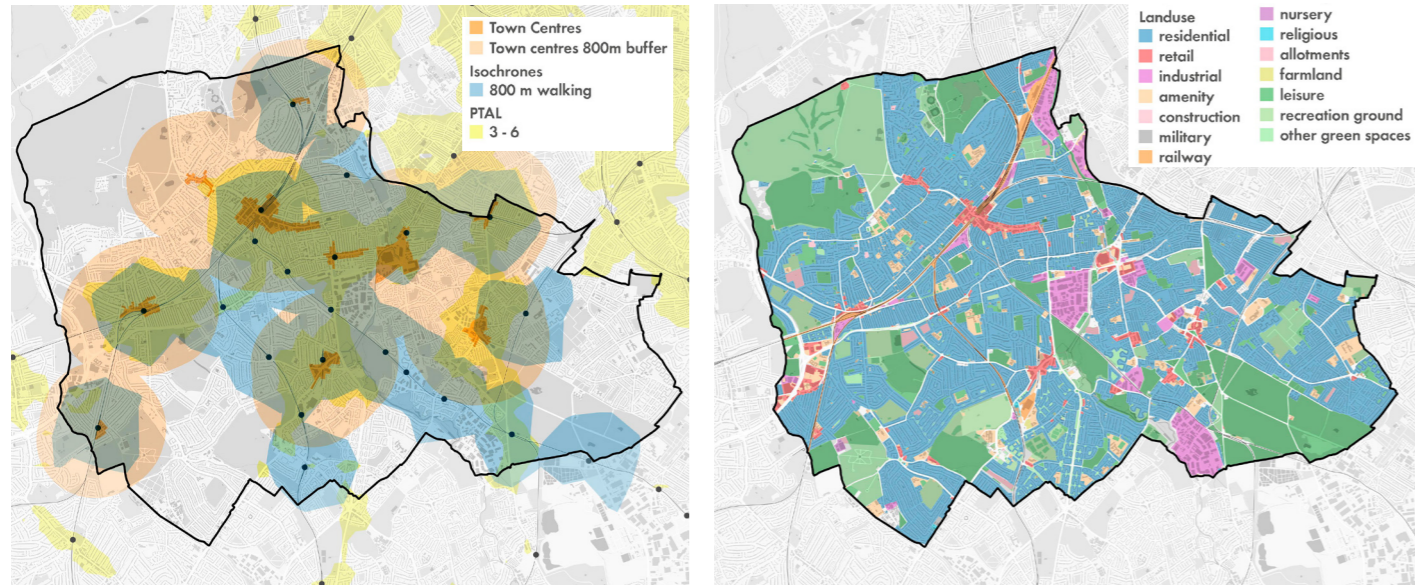 Town Centres
Town centres 800m buffer
Isochrones
800 m walking
PTAL
3 - 6
Landuse
residential
retail
industrial
amenity
construction
military
railway
nursery
religious
allotments
farmland
leisure
recreation ground
other green spaces